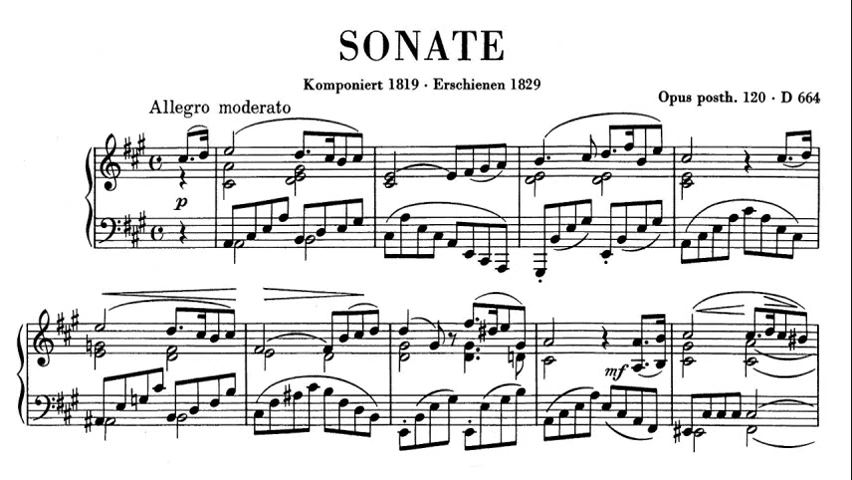 SONATE
Komponiert 1819 · Erschienen 1829
Opus posth. 120 · D 664
Allegro moderato
p
mf